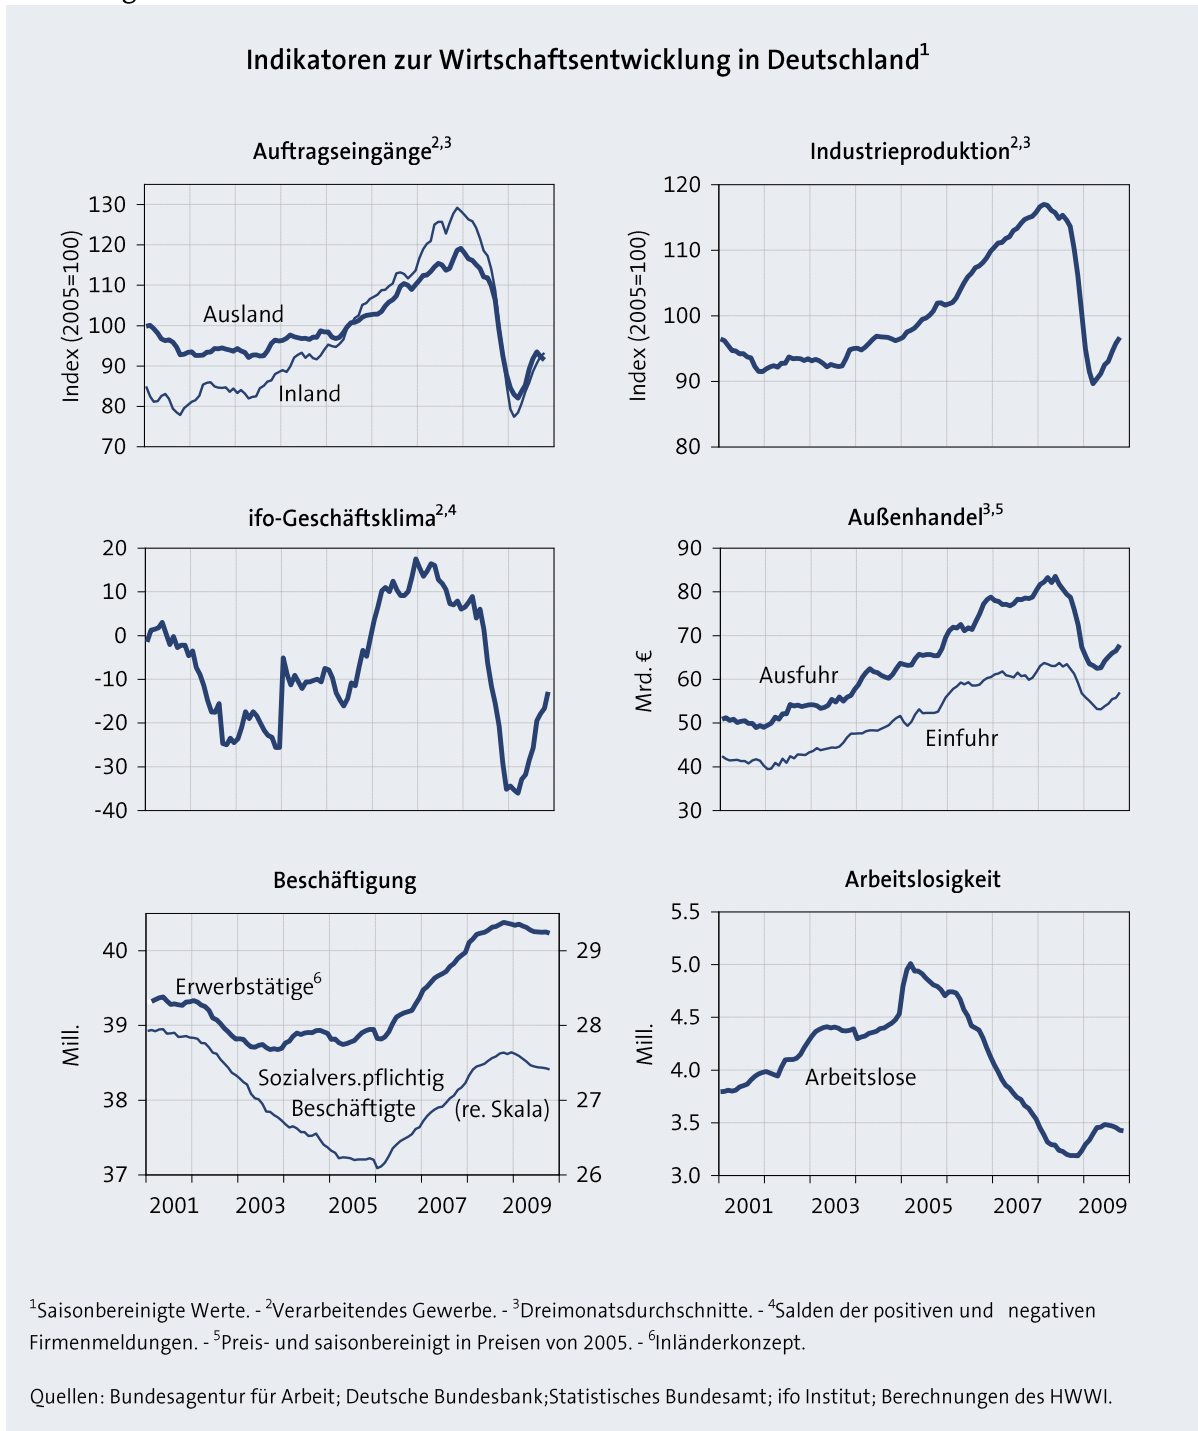 Indikatoren zur Wirtschaftsentwicklung in Deutschland1
Auftragseingänge2,3
Index (2005=100)
130
120
110
100
90
80
70
Ausland
Inland
Industrieproduktion2,3
Index (2005=100)
120
110
100
90
80
ifo-Geschäftsklima2,4
20
10
0
-10
-20
-30
-40
Außenhandel3,5
Mrd. €
90
80
70
60
50
40
30
Ausfuhr
Einfuhr
Beschäftigung
Mill.
40
39
38
37
29
28
27
26
Erwerbstätige6
Sozialvers.pflichtig
Beschäftigte (re. Skala)
2001 2003 2005 2007 2009
Arbeitslosigkeit
Mill.
5.5
5.0
4.5
4.0
3.5
3.0
Arbeitslose
2001 2003 2005 2007 2009
1Saisonbereinigte Werte. - 2Verarbeitendes Gewerbe. - 3Dreimonatsdurchschnitte. - 4Salden der positiven und negativen
Firmenmeldungen. - 5Preis- und saisonbereinigt in Preisen von 2005. - 6Inländerkonzept.
Quellen: Bundesagentur für Arbeit; Deutsche Bundesbank;Statistisches Bundesamt; ifo Institut; Berechnungen des HWWI.